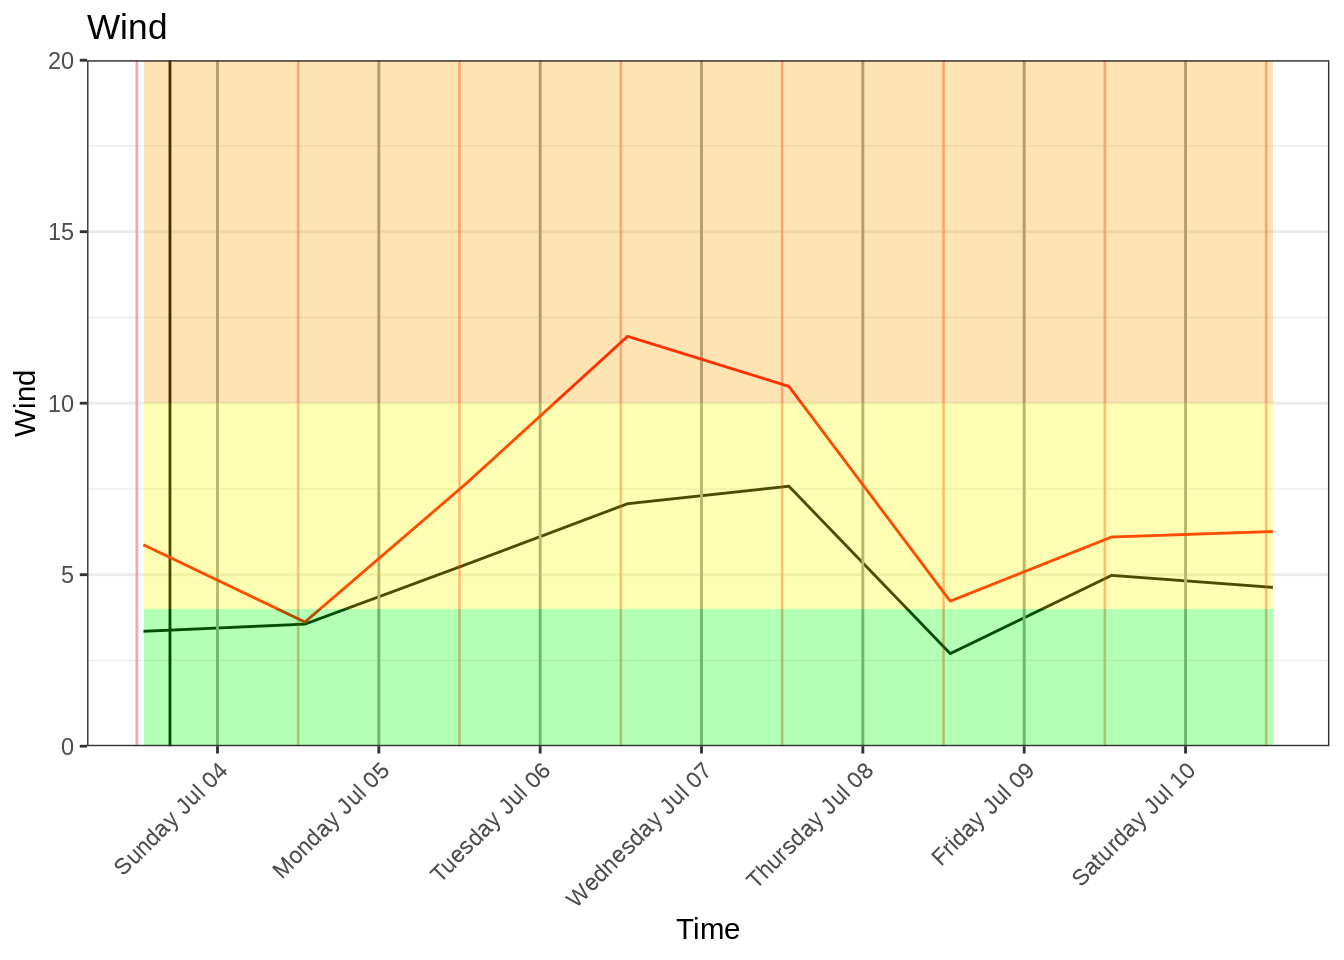 Wind
20
15
10
5
0
Wind
Sunday Jul 04
Monday Jul 05
Tuesday Jul 06
Wednesday Jul 07
Thursday Jul 08
Friday Jul 09
Saturday Jul 10
Time